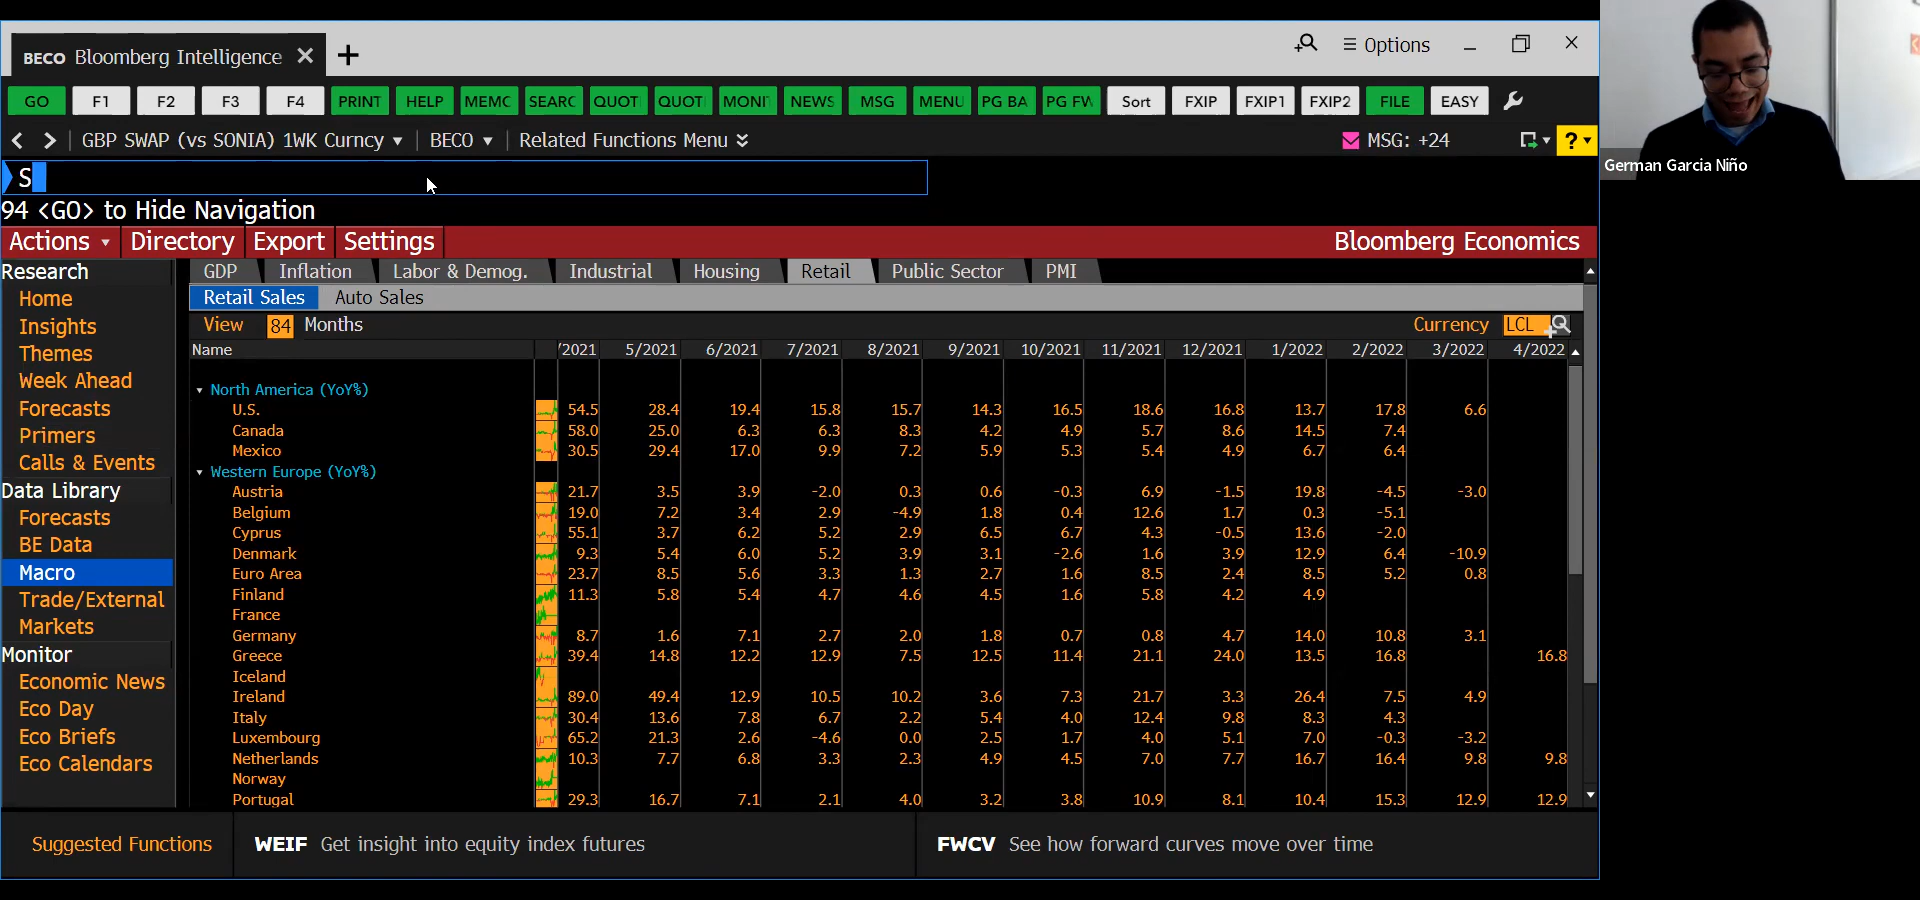 BECO Bloomberg Intelligence
Options
GO F1 F2 F3 F4 PRINT HELP MEMC SEARC QUOT QUOT MONI NEWS MSG MENU PG BA PG FW Sort FXIP FXIP1 FXIP2 FILE EASY
GBP SWAP (vs SONIA) 1WK Curncy BECO Related Functions Menu MSG: +24 ?
German Garcia Niño
S
94 <GO> to Hide Navigation
Actions Directory Export Settings Bloomberg Economics
Research
Home
Insights
Themes
Week Ahead
Forecasts
Primers
Calls & Events
Data Library
Forecasts
BE Data
Macro
Trade/External
Markets
Monitor
Economic News
Eco Day
Eco Briefs
Eco Calendars
GDP Inflation Labor & Demog. Industrial Housing Retail Public Sector PMI
Retail Sales Auto Sales
View 84 Months Currency LCL
Name /2021 5/2021 6/2021 7/2021 8/2021 9/2021 10/2021 11/2021 12/2021 1/2022 2/2022 3/2022 4/2022
North America (YoY%)
U.S. 54.5 28.4 19.4 15.8 15.7 14.3 16.5 18.6 16.8 13.7 17.8 6.6
Canada 58.0 25.0 6.3 6.3 8.3 4.2 4.9 5.7 8.6 14.5 7.4
Mexico 30.5 29.4 17.0 9.9 7.2 5.9 5.3 5.4 4.9 6.7 6.4
Western Europe (YoY%)
Austria 21.7 3.5 3.9 -2.0 0.3 0.6 -0.3 6.9 -1.5 19.8 -4.5 -3.0
Belgium 19.0 7.2 3.4 2.9 -4.9 1.8 0.4 12.6 1.7 0.3 -5.1
Cyprus 55.1 3.7 6.2 5.2 2.9 6.5 6.7 4.3 -0.5 13.6 -2.0
Denmark 9.3 5.4 6.0 5.2 3.9 3.1 -2.6 1.6 3.9 12.9 6.4 -10.9
Euro Area 23.7 8.5 5.6 3.3 1.3 2.7 1.6 8.5 2.4 8.5 5.2 0.8
Finland 11.3 5.8 5.4 4.7 4.6 4.5 1.6 5.8 4.2 4.9
France
Germany 8.7 1.6 7.1 2.7 2.0 1.8 0.7 0.8 4.7 14.0 10.8 3.1
Greece 39.4 14.8 12.2 12.9 7.5 12.5 11.4 21.1 24.0 13.5 16.8 16.8
Iceland
Ireland 89.0 49.4 12.9 10.5 10.2 3.6 7.3 21.7 3.3 26.4 7.5 4.9
Italy 30.4 13.6 7.8 6.7 2.2 5.4 4.0 12.4 9.8 8.3 4.3
Luxembourg 65.2 21.3 2.6 -4.6 0.0 2.5 1.7 4.0 5.1 7.0 -0.3 -3.2
Netherlands 10.3 7.7 6.8 3.3 2.3 4.9 4.5 7.0 7.7 16.7 16.4 9.8 9.8
Norway
Portugal 29.3 16.7 7.1 2.1 4.0 3.2 3.8 10.9 8.1 10.4 15.3 12.9 12.9
Suggested Functions WEIF Get insight into equity index futures FWCV See how forward curves move over time